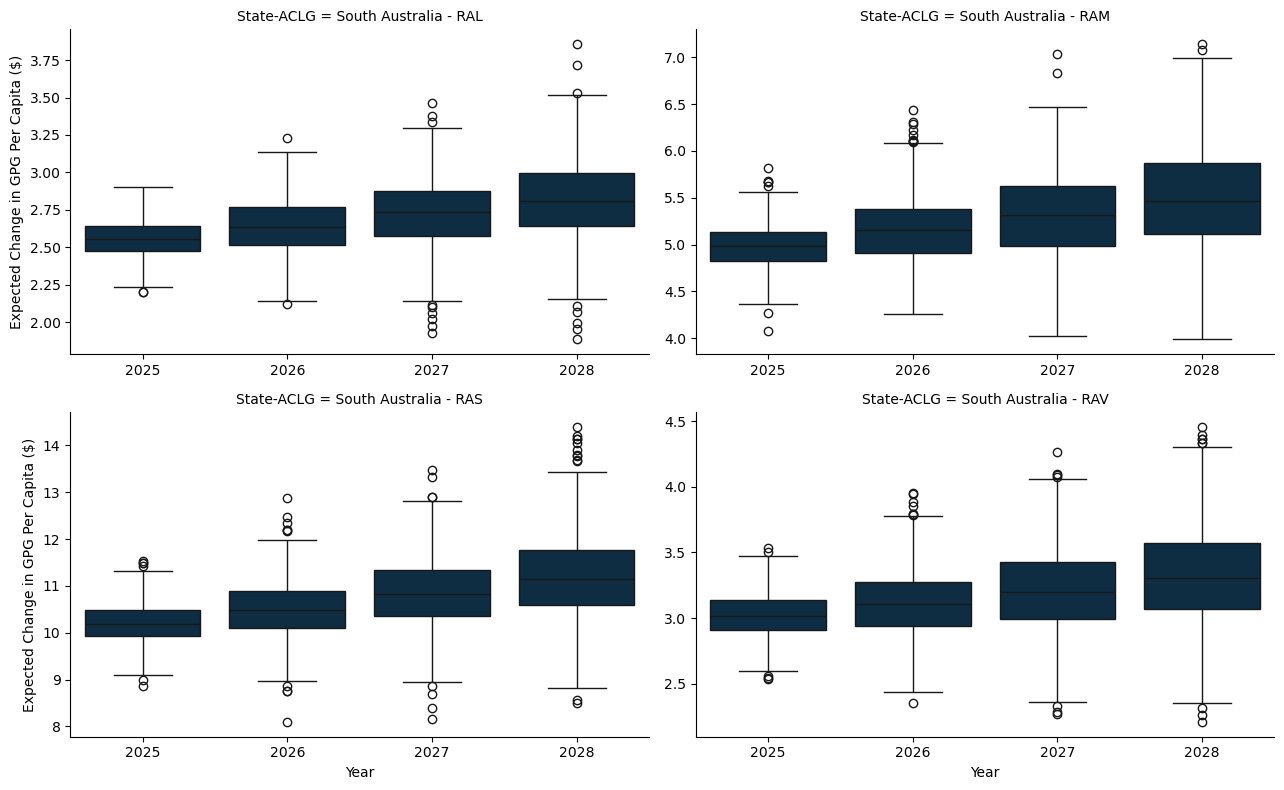 State-ACLG = South Australia - RAL
Expected Change in GPG Per Capita ($)
3.75
3.50
3.25
3.00
2.75
2.50
2.25
2.00
2025 2026 2027 2028
State-ACLG = South Australia - RAM
7.0
6.5
6.0
5.5
5.0
4.5
4.0
2025 2026 2027 2028
State-ACLG = South Australia - RAS
Expected Change in GPG Per Capita ($)
14
13
12
11
10
9
8
2025 2026 2027 2028
Year
State-ACLG = South Australia - RAV
4.5
4.0
3.5
3.0
2.5
2025 2026 2027 2028
Year